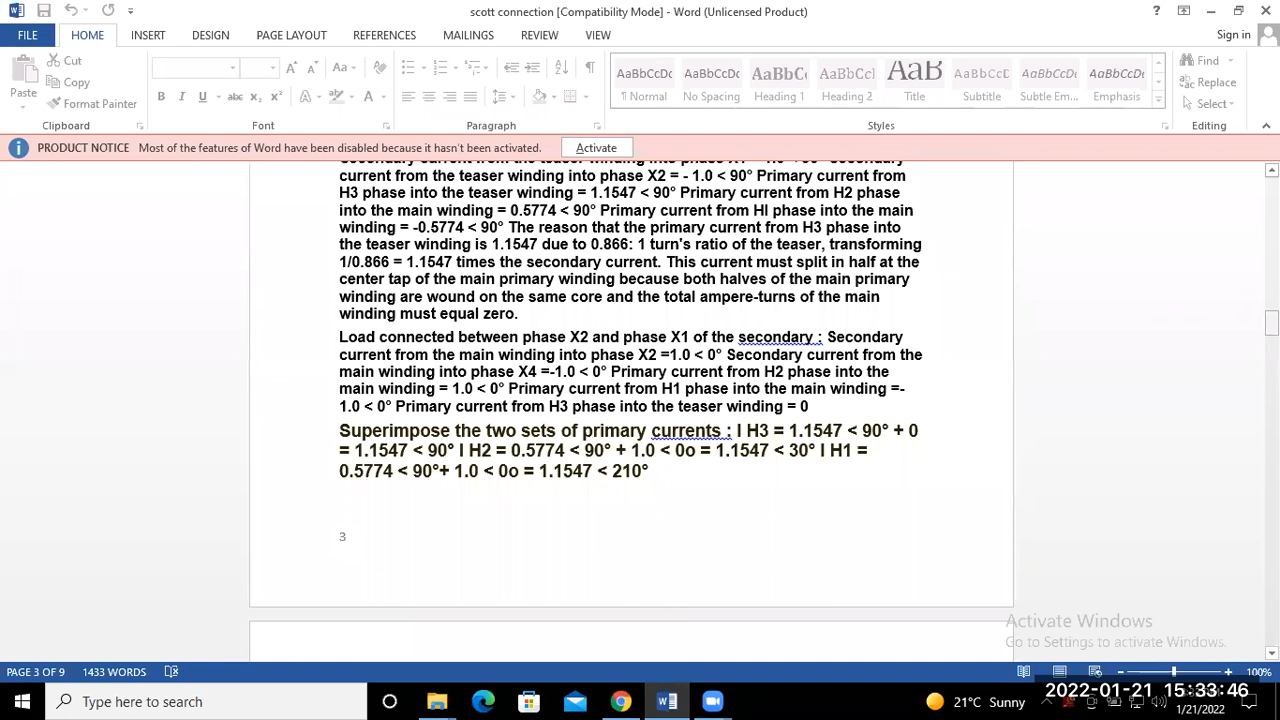 scott connection [Compatibility Mode] - Word (Unlicensed Product)
FILE HOME INSERT DESIGN PAGE LAYOUT REFERENCES MAILINGS REVIEW VIEW Sign in
Paste Cut Copy Format Painter
Clipboard
B I U abc x₂ x² A A
Font
Paragraph
AaBbCcDc AaBbCcDc AaBbC AaBbCcl AaB AaBbCcD AaBbCcDc AaBbCcDc
¶ Normal No Spacing Heading 1 Heading 2 Title Subtitle Subtle Em... Emphasis
Styles
Find Replace Select
Editing
PRODUCT NOTICE Most of the features of Word have been disabled because it hasn't been activated. Activate
current from the teaser winding into phase X2 = - 1.0 < 90° Primary current from
H3 phase into the teaser winding = 1.1547 < 90° Primary current from H2 phase
into the main winding = 0.5774 < 90° Primary current from HI phase into the main
winding = -0.5774 < 90° The reason that the primary current from H3 phase into
the teaser winding is 1.1547 due to 0.866: 1 turn's ratio of the teaser, transforming
1/0.866 = 1.1547 times the secondary current. This current must split in half at the
center tap of the main primary winding because both halves of the main primary
winding are wound on the same core and the total ampere-turns of the main
winding must equal zero.
Load connected between phase X2 and phase X1 of the secondary : Secondary
current from the main winding into phase X2 =1.0 < 0° Secondary current from the
main winding into phase X4 =-1.0 < 0° Primary current from H2 phase into the
main winding = 1.0 < 0° Primary current from H1 phase into the main winding =-
1.0 < 0° Primary current from H3 phase into the teaser winding = 0
Superimpose the two sets of primary currents : I H3 = 1.1547 < 90° + 0
= 1.1547 < 90° I H2 = 0.5774 < 90° + 1.0 < 0o = 1.1547 < 30° I H1 =
0.5774 < 90°+ 1.0 < 0o = 1.1547 < 210°
3
Activate Windows
Go to Settings to activate Windows.
PAGE 3 OF 9 1433 WORDS 100%
Type here to search
21°C Sunny
2022-01-21 15:33:46
1/21/2022